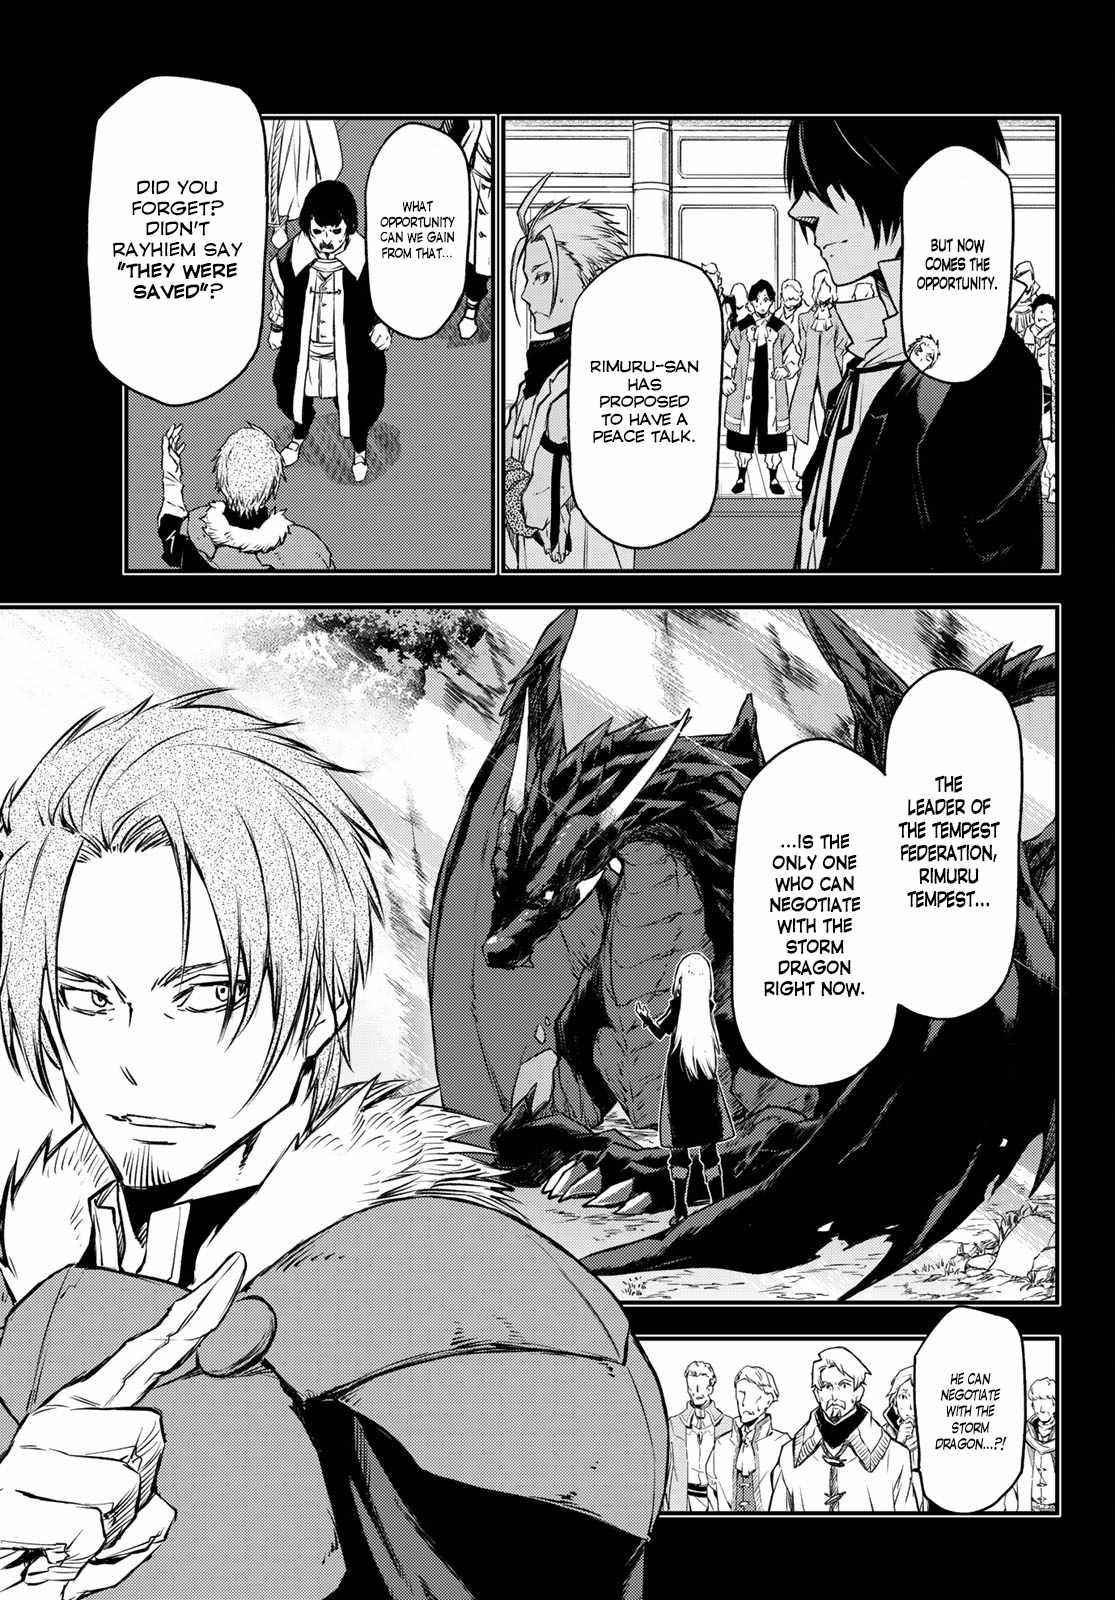 BUT NOW
COMES THE
OPPORTUNITY.
RIMURU-SAN
HAS
PROPOSED
TO HAVE A
PEACE TALK.
WHAT
OPPORTUNITY
CAN WE GAIN
FROM THAT...
DID YOU
FORGET?
DIDN'T
RAYHIEM SAY
"THEY WERE
SAVED"?
THE
LEADER OF
THE TEMPEST
FEDERATION,
RIMURU
TEMPEST...
...IS THE
ONLY ONE
WHO CAN
NEGOTIATE
WITH THE
STORM
DRAGON
RIGHT NOW.
HE CAN
NEGOTIATE
WITH THE
STORM
DRAGON...?!